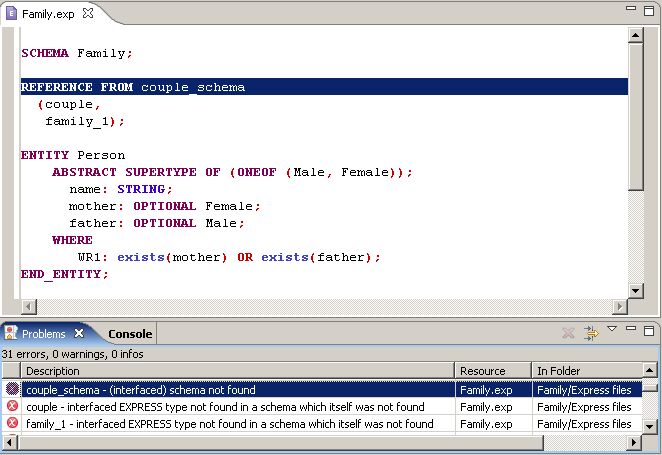 Family.exp
SCHEMA Family;
REFERENCE FROM couple_schema
(couple,
family_1);
ENTITY Person
ABSTRACT SUPERTYPE OF (ONEOF (Male, Female));
name: STRING;
mother: OPTIONAL Female;
father: OPTIONAL Male;
WHERE
WR1: exists(mother) OR exists(father);
END_ENTITY;
Problems Console
31 errors, 0 warnings, 0 infos
Description Resource In Folder
couple_schema - (interfaced) schema not found Family.exp Family/Express files
couple - interfaced EXPRESS type not found in a schema which itself was not found Family.exp Family/Express files
family_1 - interfaced EXPRESS type not found in a schema which itself was not found Family.exp Family/Express files